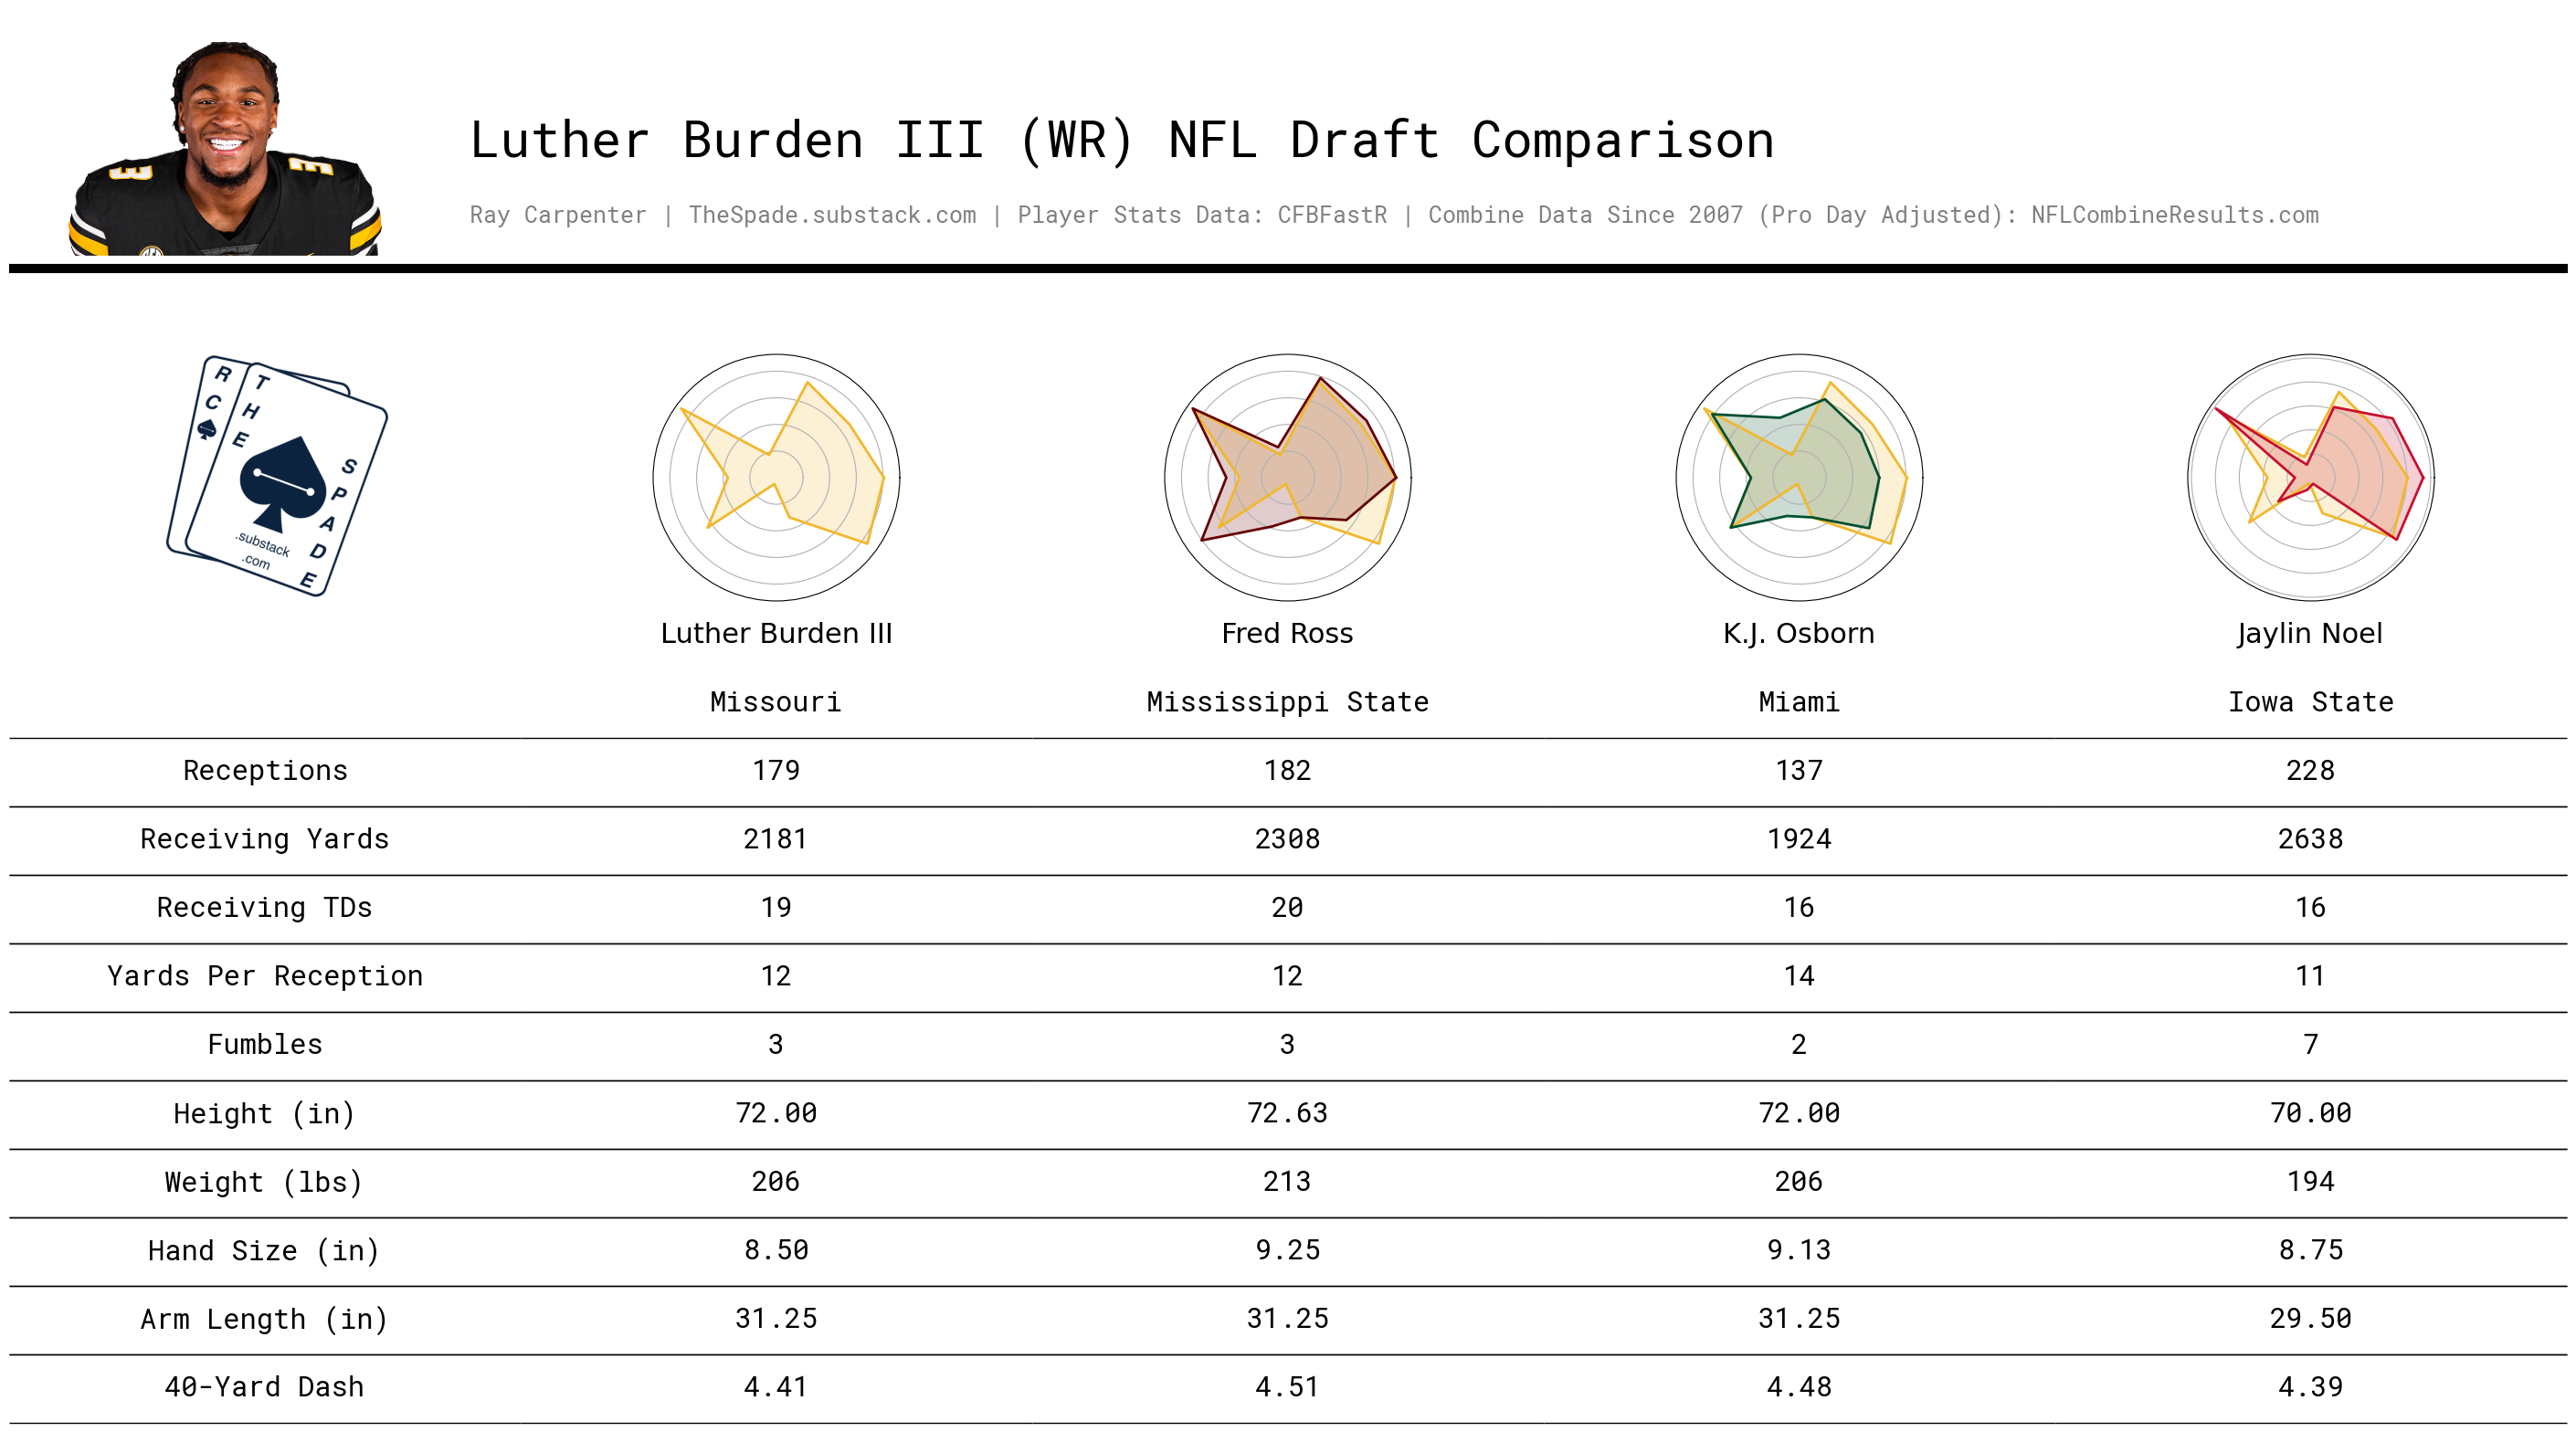 Luther Burden III (WR) NFL Draft Comparison
Ray Carpenter | TheSpade.substack.com | Player Stats Data: CFBFastR | Combine Data Since 2007 (Pro Day Adjusted): NFLCombineResults.com
3 3
RC
THE
SPADE
.substack
.com
Luther Burden III Fred Ross K.J. Osborn Jaylin Noel
Missouri Mississippi State Miami Iowa State
Receptions 179 182 137 228
Receiving Yards 2181 2308 1924 2638
Receiving TDs 19 20 16 16
Yards Per Reception 12 12 14 11
Fumbles 3 3 2 7
Height (in) 72.00 72.63 72.00 70.00
Weight (lbs) 206 213 206 194
Hand Size (in) 8.50 9.25 9.13 8.75
Arm Length (in) 31.25 31.25 31.25 29.50
40-Yard Dash 4.41 4.51 4.48 4.39